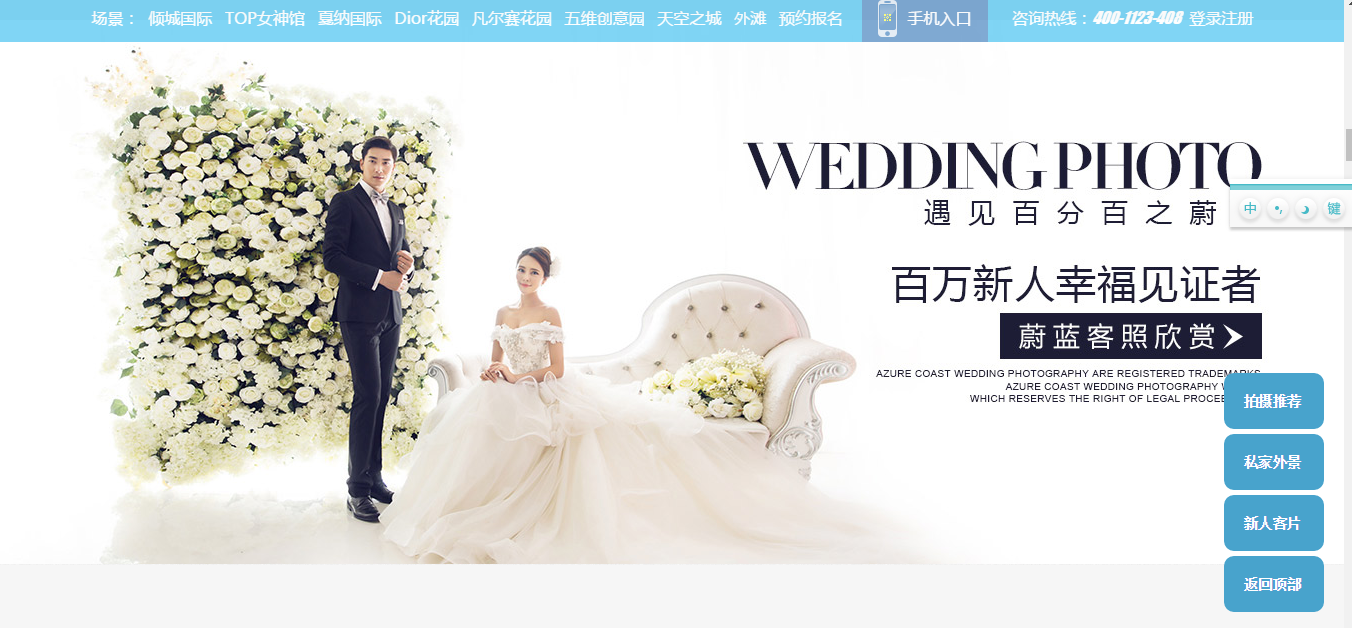 场景： 倾城国际 TOP女神馆 戛纳国际 Dior花园 凡尔赛花园 五维创意园 天空之城 外滩 预约报名 手机入口 咨询热线：400-1123-408 登录注册
WEDDING PHOTO
中 •, 键
遇见百分百之蔚
百万新人幸福见证者
蔚蓝客照欣赏
AZURE COAST WEDDING PHOTOGRAPHY ARE REGISTERED TRADEMARKS
AZURE COAST WEDDING PHOTOGRAPHY
WHICH RESERVES THE RIGHT OF LEGAL
拍摄推荐
私家外景
新人客片
返回顶部